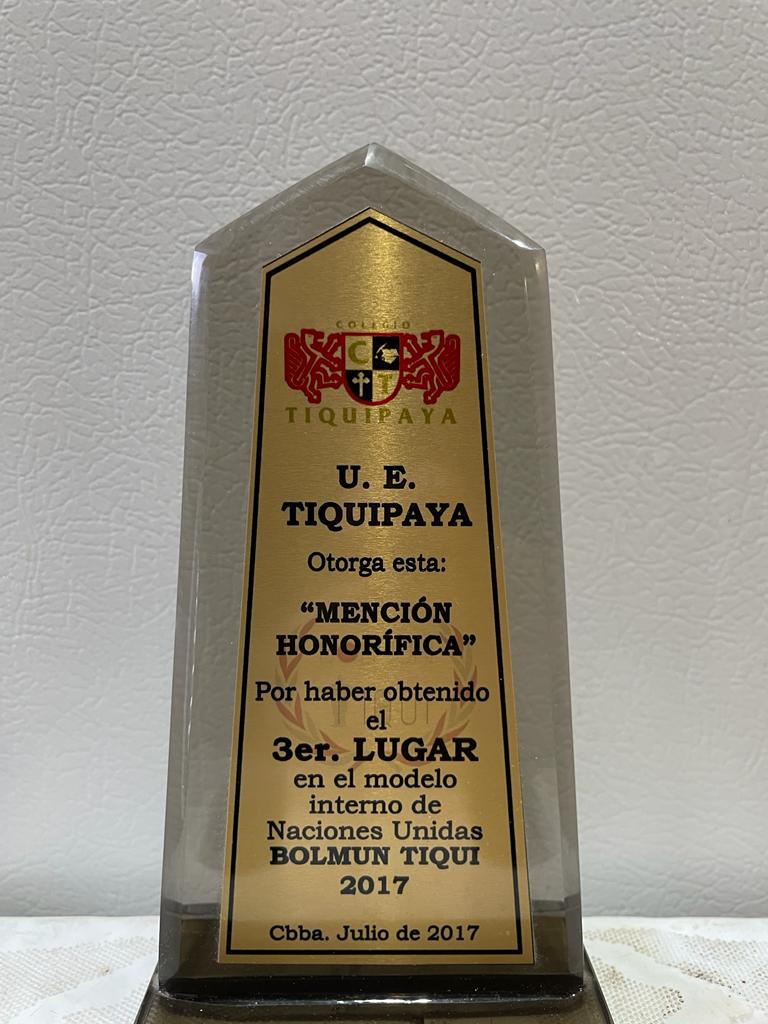 COLEGIO
C
T
TIQUIPAYA
U. E.
TIQUIPAYA
Otorga esta:
“MENCIÓN
HONORÍFICA”
Por haber obtenido
el
3er. LUGAR
en el modelo
interno de
Naciones Unidas
BOLMUN TIQUI
2017
Cbba. Julio de 2017